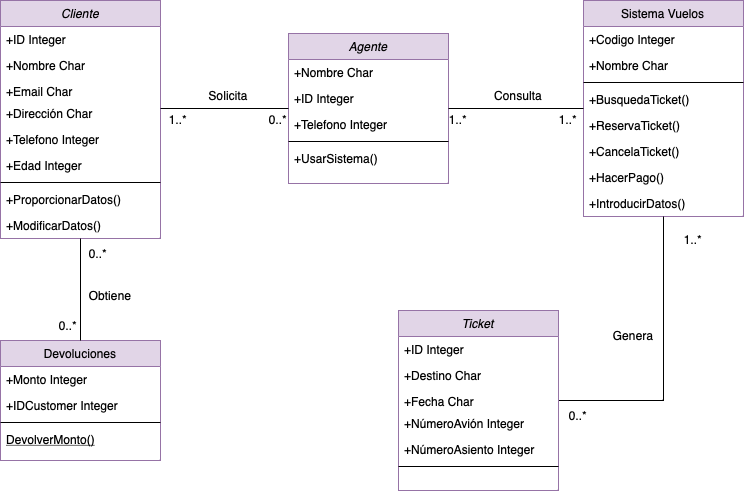 Cliente
+ID Integer
+Nombre Char
+Email Char
+Dirección Char
+Telefono Integer
+Edad Integer
+ProporcionarDatos()
+ModificarDatos()
Solicita
1..*
0..*
Agente
+Nombre Char
+ID Integer
+Telefono Integer
+UsarSistema()
Consulta
1..*
1..*
Sistema Vuelos
+Codigo Integer
+Nombre Char
+BusquedaTicket()
+ReservaTicket()
+CancelaTicket()
+HacerPago()
+IntroducirDatos()
0..*
Obtiene
0..*
Devoluciones
+Monto Integer
+IDCustomer Integer
DevolverMonto()
1..*
Genera
0..*
Ticket
+ID Integer
+Destino Char
+Fecha Char
+NúmeroAvión Integer
+NúmeroAsiento Integer